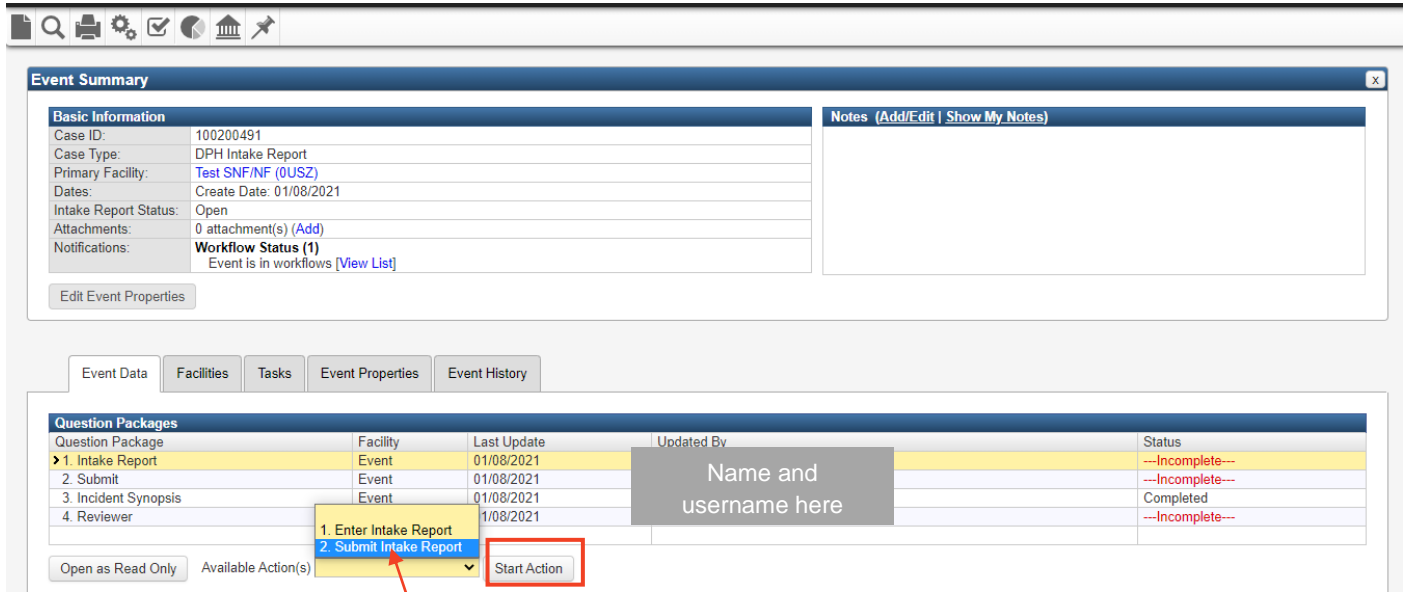 Event Summary
x
Basic Information
Case ID: 100200491
Case Type: DPH Intake Report
Primary Facility: Test SNF/NF (0USZ)
Dates: Create Date: 01/08/2021
Intake Report Status: Open
Attachments: 0 attachment(s) (Add)
Notifications: Workflow Status (1)
Event is in workflows [View List]
Notes (Add/Edit | Show My Notes)
Edit Event Properties
Event Data Facilities Tasks Event Properties Event History
Question Packages
Question Package Facility Last Update Updated By Status
1. Intake Report Event 01/08/2021 ---Incomplete---
2. Submit Event 01/08/2021 ---Incomplete---
3. Incident Synopsis Event 01/08/2021 Completed
4. Reviewer 1/08/2021 ---Incomplete---
Name and
username here
1. Enter Intake Report
2. Submit Intake Report
Open as Read Only Available Action(s) Start Action